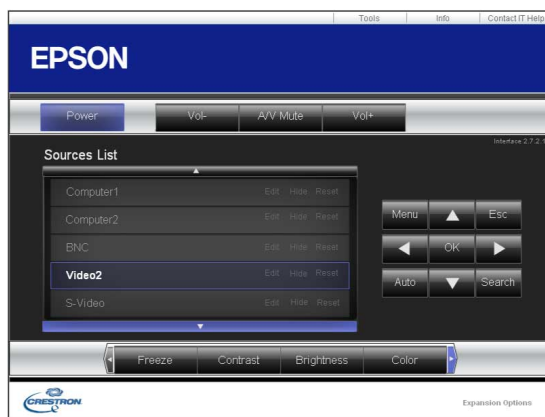 Tools Info Contact IT Help
EPSON
Power Vol- A/V Mute Vol+
Interface 2.7.2.
Sources List
Computer1 Edit Hide Reset
Computer2 Edit Hide Reset
BNC Edit Hide Reset
Video2 Edit Hide Reset
S-Video Edit Hide Reset
Menu Esc
OK
Auto Search
Freeze Contrast Brightness Color
CRESTRON
Expansion Options